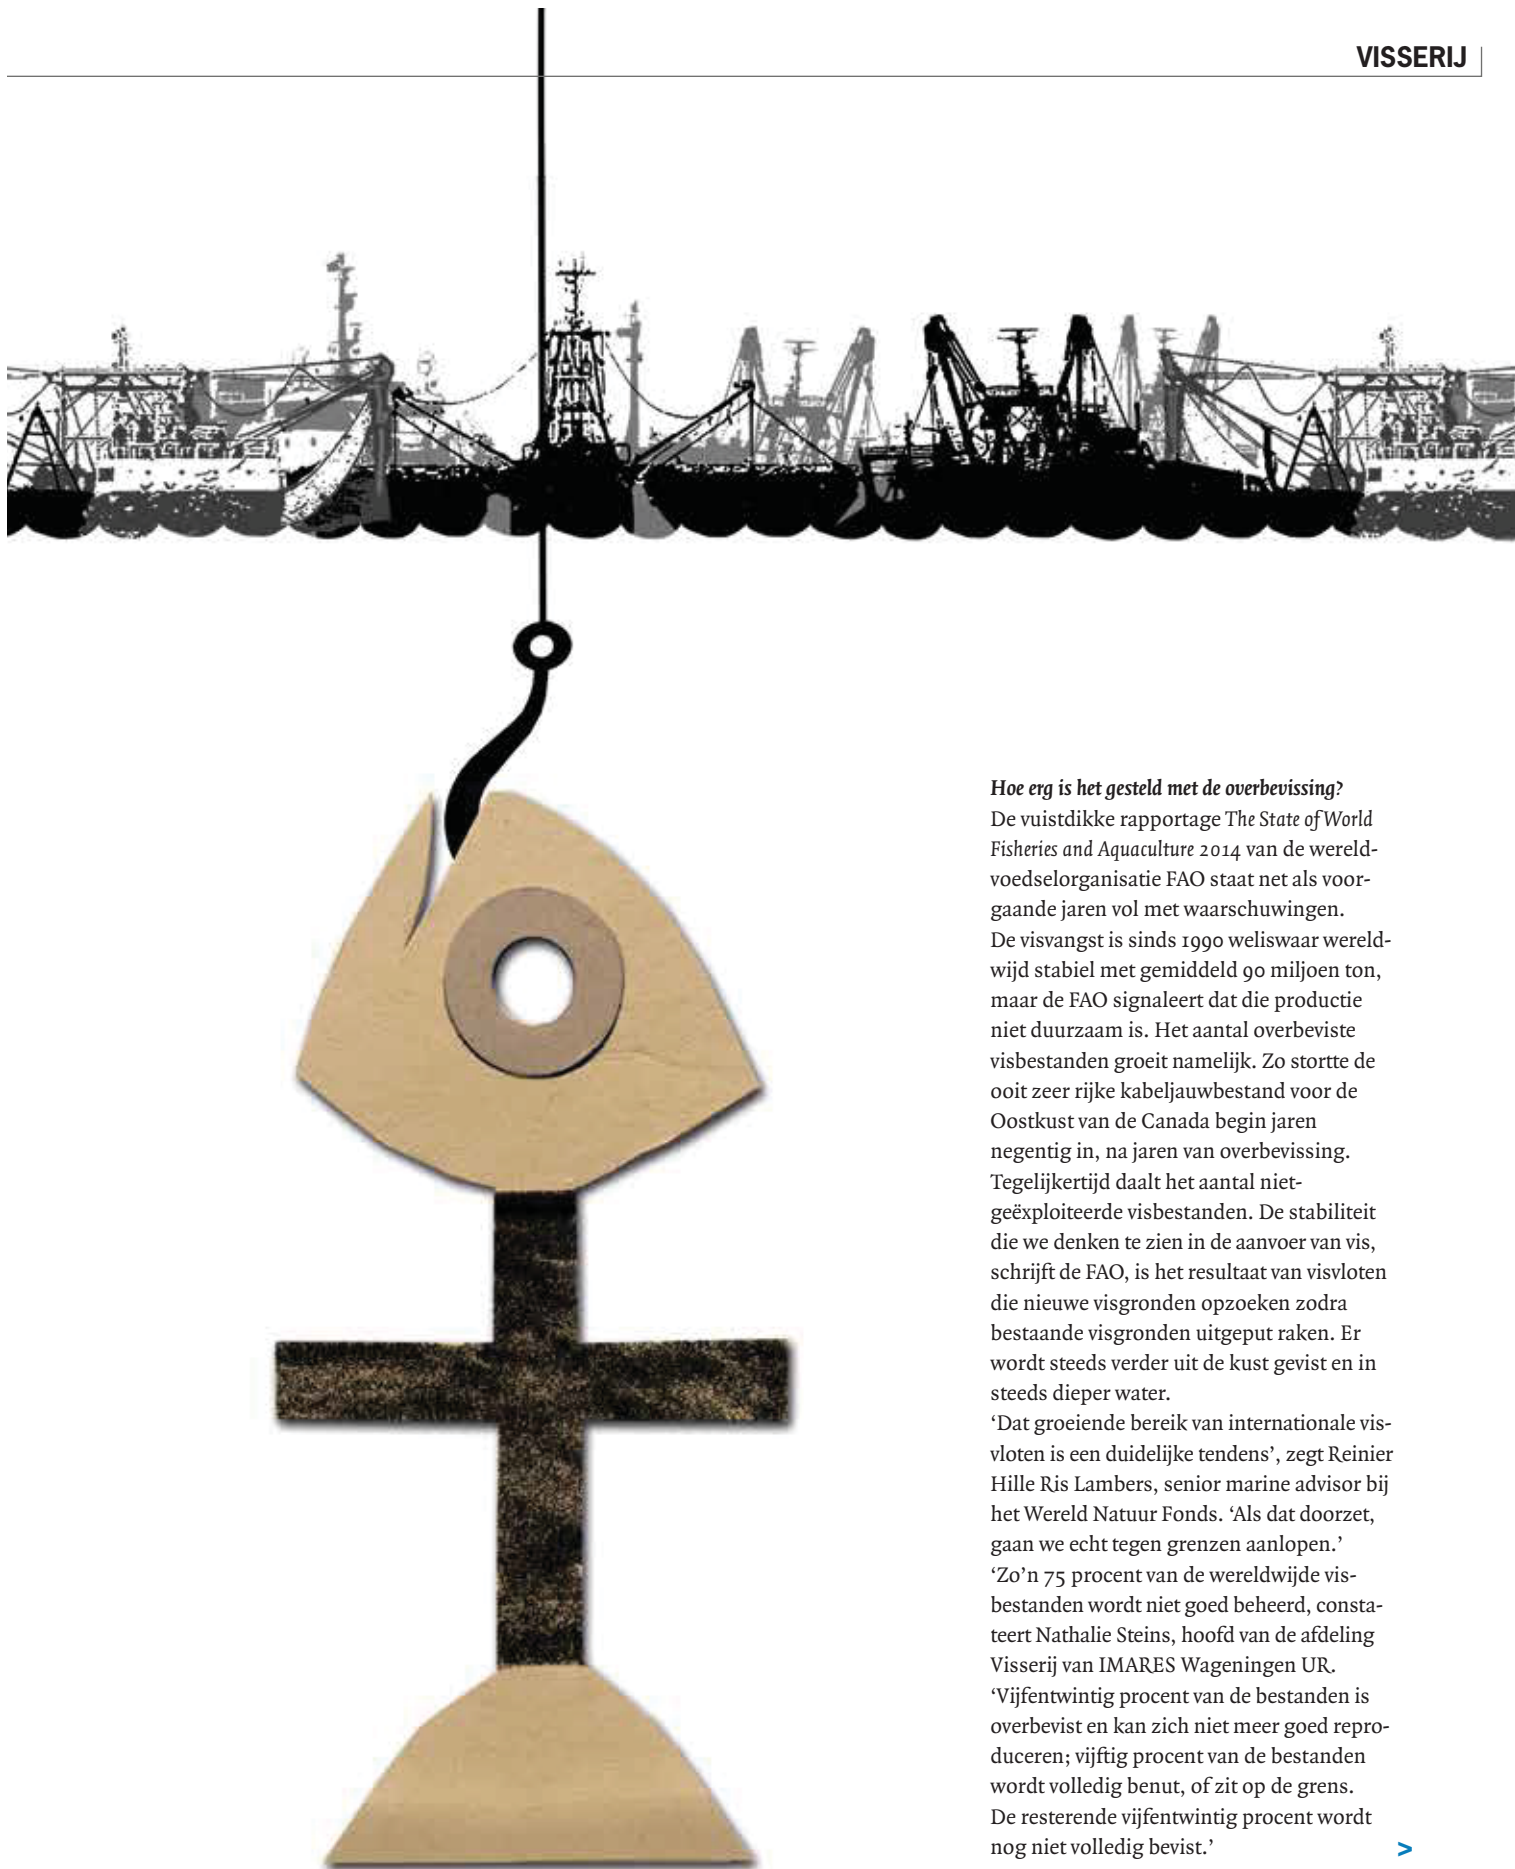 VISSERIJ
Hoe erg is het gesteld met de overbevissing?
De vuistdikke rapportage The State of World
Fisheries and Aquaculture 2014 van de wereld-
voedselorganisatie FAO staat net als voor-
gaande jaren vol met waarschuwingen.
De visvangst is sinds 1990 weliswaar wereld-
wijd stabiel met gemiddeld 90 miljoen ton,
maar de FAO signaleert dat die productie
niet duurzaam is. Het aantal overbeviste
visbestanden groeit namelijk. Zo stortte de
ooit zeer rijke kabeljauwbestand voor de
Oostkust van de Canada begin jaren
negentig in, na jaren van overbevissing.
Tegelijkertijd daalt het aantal niet-
geëxploiteerde visbestanden. De stabiliteit
die we denken te zien in de aanvoer van vis,
schrijft de FAO, is het resultaat van visvloten
die nieuwe visgronden opzoeken zodra
bestaande visgronden uitgeput raken. Er
wordt steeds verder uit de kust gevist en in
steeds dieper water.
‘Dat groeiende bereik van internationale vis-
vloten is een duidelijke tendens’, zegt Reinier
Hille Ris Lambers, senior marine advisor bij
het Wereld Natuur Fonds. ‘Als dat doorzet,
gaan we echt tegen grenzen aanlopen.’
‘Zo’n 75 procent van de wereldwijde vis-
bestanden wordt niet goed beheerd, consta-
teert Nathalie Steins, hoofd van de afdeling
Visserij van IMARES Wageningen UR.
‘Vijfentwintig procent van de bestanden is
overbevist en kan zich niet meer goed repro-
duceren; vijftig procent van de bestanden
wordt volledig benut, of zit op de grens.
De resterende vijfentwintig procent wordt
nog niet volledig bevist.’ >